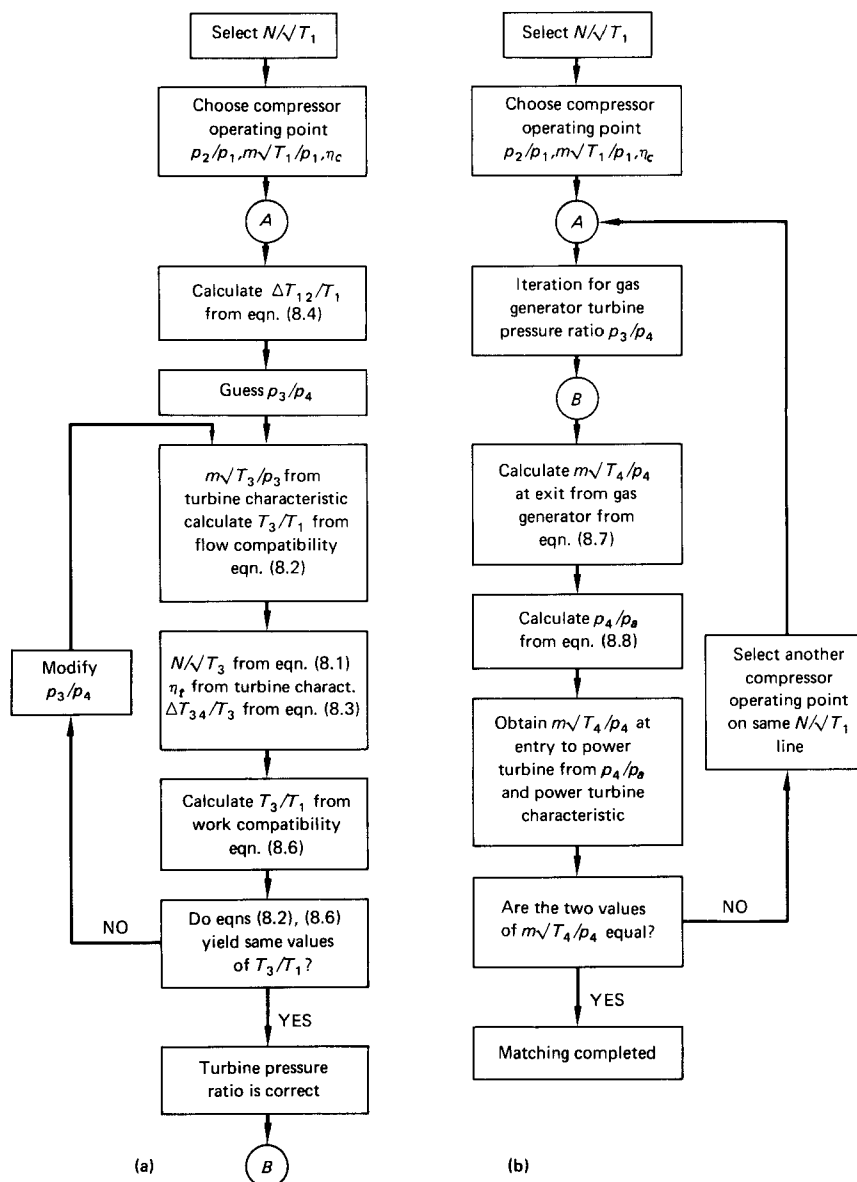 Select N/√T₁
Choose compressor
operating point
p₂/p₁, m√T₁/p₁, η_c
A
Calculate ΔT₁₂/T₁
from eqn. (8.4)
Guess p₃/p₄
m√T₃/p₃ from
turbine characteristic
calculate T₃/T₁ from
flow compatibility
eqn. (8.2)
N/√T₃ from eqn. (8.1)
η_t from turbine charact.
ΔT₃₄/T₃ from eqn. (8.3)
Modify
p₃/p₄
Calculate T₃/T₁ from
work compatibility
eqn. (8.6)
NO
Do eqns (8.2), (8.6)
yield same values
of T₃/T₁?
YES
Turbine pressure
ratio is correct
B
(a)
Select N/√T₁
Choose compressor
operating point
p₂/p₁, m√T₁/p₁, η_c
A
Iteration for gas
generator turbine
pressure ratio p₃/p₄
B
Calculate m√T₄/p₄
at exit from gas
generator from
eqn. (8.7)
Calculate p₄/pₐ
from eqn. (8.8)
Select another
compressor
operating point
on same N/√T₁
line
Obtain m√T₄/p₄ at
entry to power
turbine from p₄/pₐ
and power turbine
characteristic
Are the two values
of m√T₄/p₄ equal?
NO
YES
Matching completed
(b)